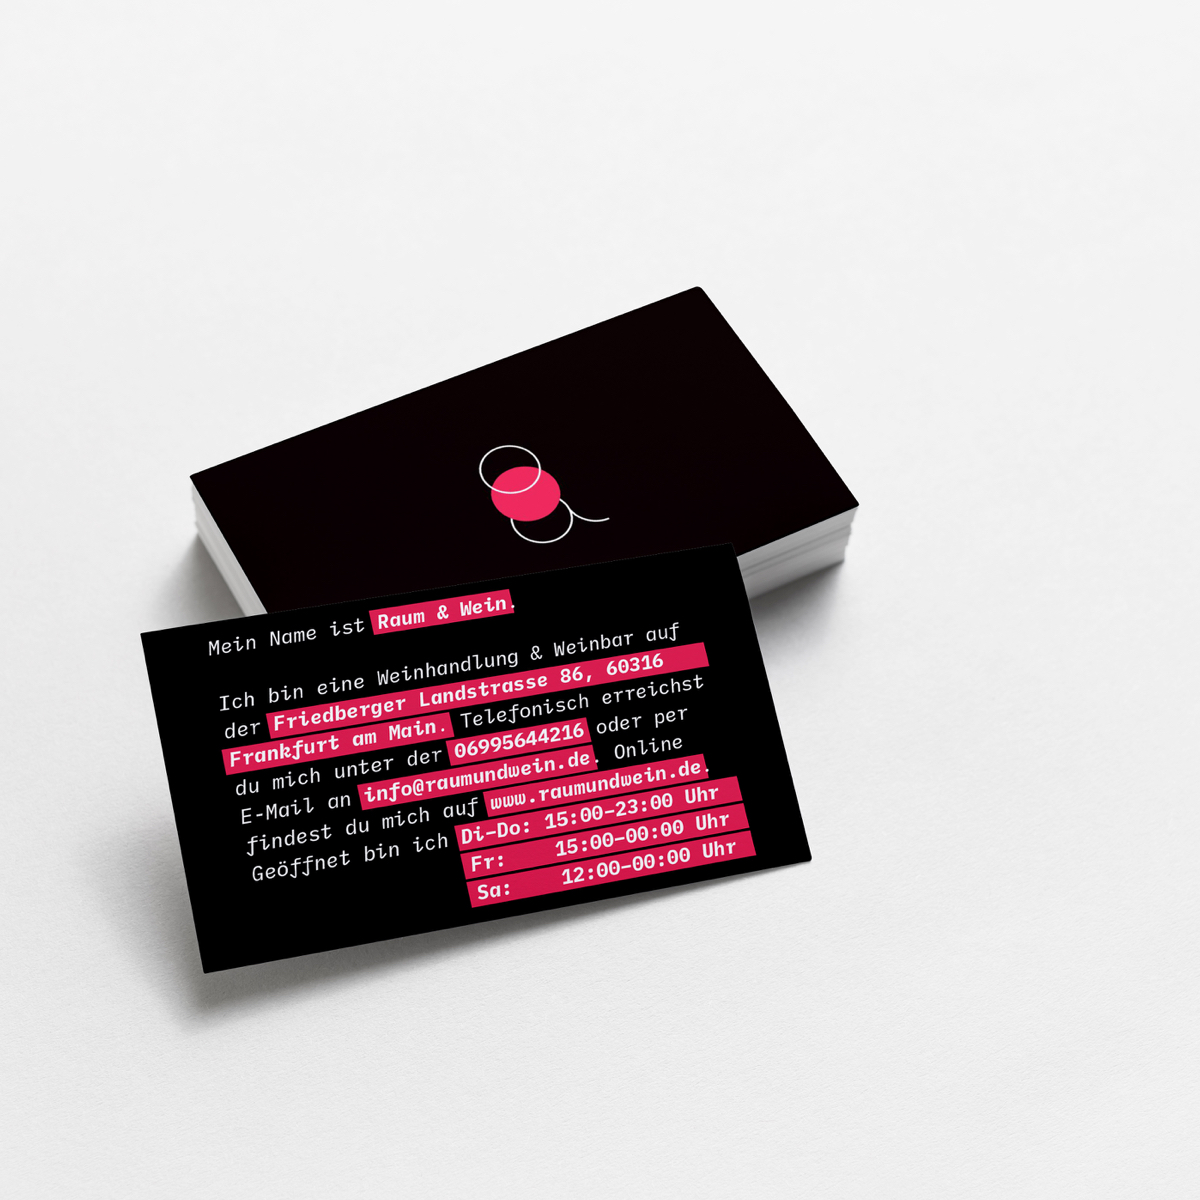 Mein Name ist Raum & Wein.
Ich bin eine Weinhandlung & Weinbar auf
der Friedberger Landstrasse 86, 60316
Frankfurt am Main. Telefonisch erreichst
du mich unter der 06995644216 oder per
E-Mail an info@raumundwein.de. Online
findest du mich auf www.raumundwein.de.
Geöffnet bin ich Di–Do: 15:00–23:00 Uhr
Fr: 15:00–00:00 Uhr
Sa: 12:00–00:00 Uhr